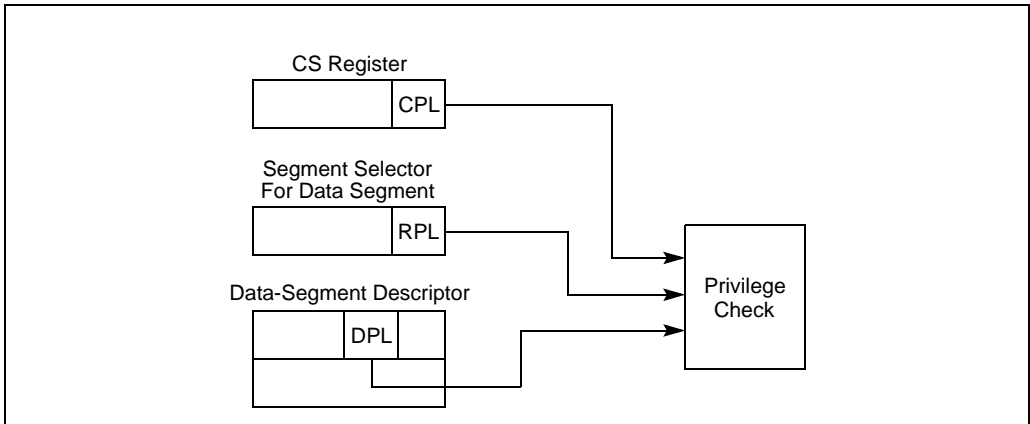 CS Register
CPL
Segment Selector
For Data Segment
RPL
Data-Segment Descriptor
DPL
Privilege
Check